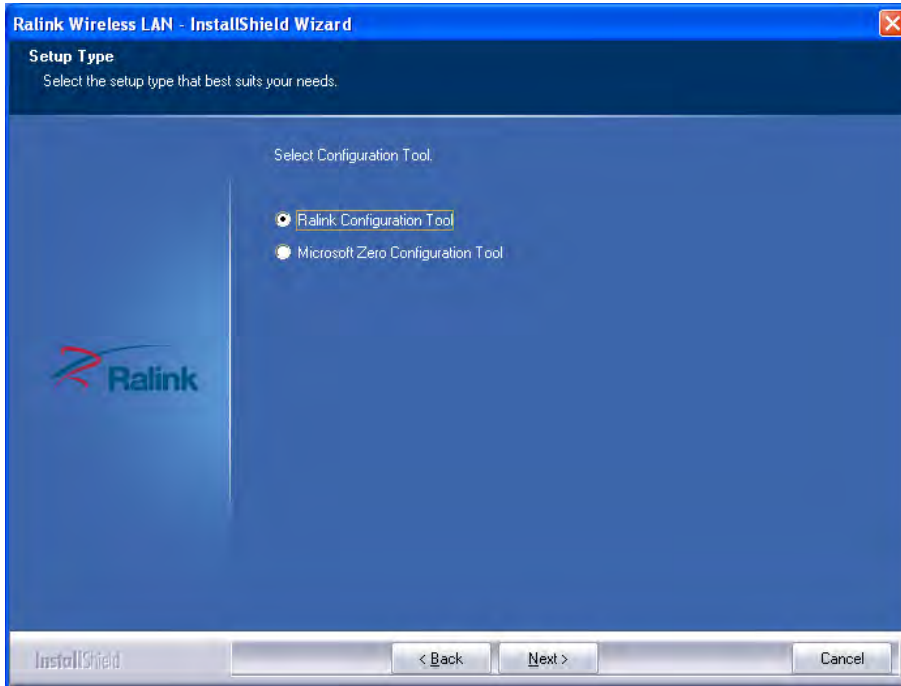 Ralink Wireless LAN - InstallShield Wizard
Setup Type
Select the setup type that best suits your needs.
Select Configuration Tool.
Ralink Configuration Tool
Microsoft Zero Configuration Tool
Ralink
InstallShield
< Back
Next >
Cancel